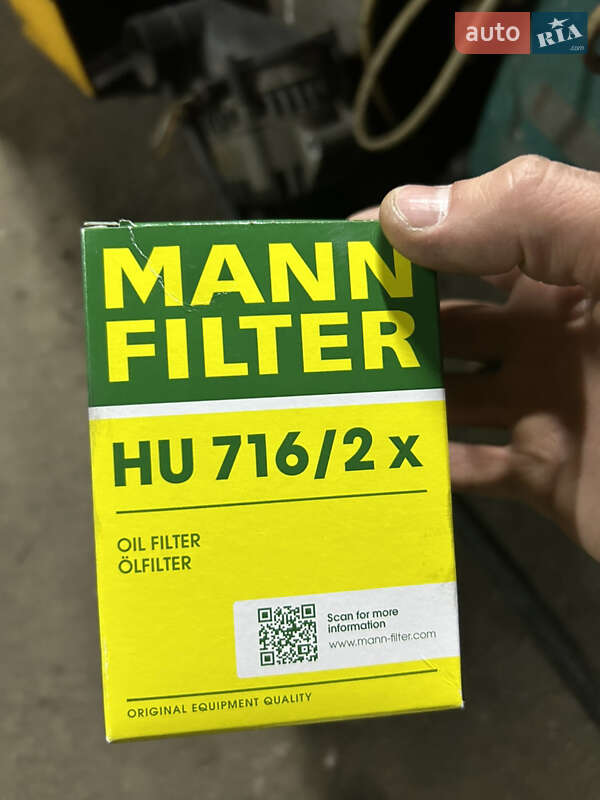 auto RIA .com
MANN
FILTER
HU 716/2 x
OIL FILTER
ÖLFILTER
Scan for more
information
www.mann-filter.com
ORIGINAL EQUIPMENT QUALITY